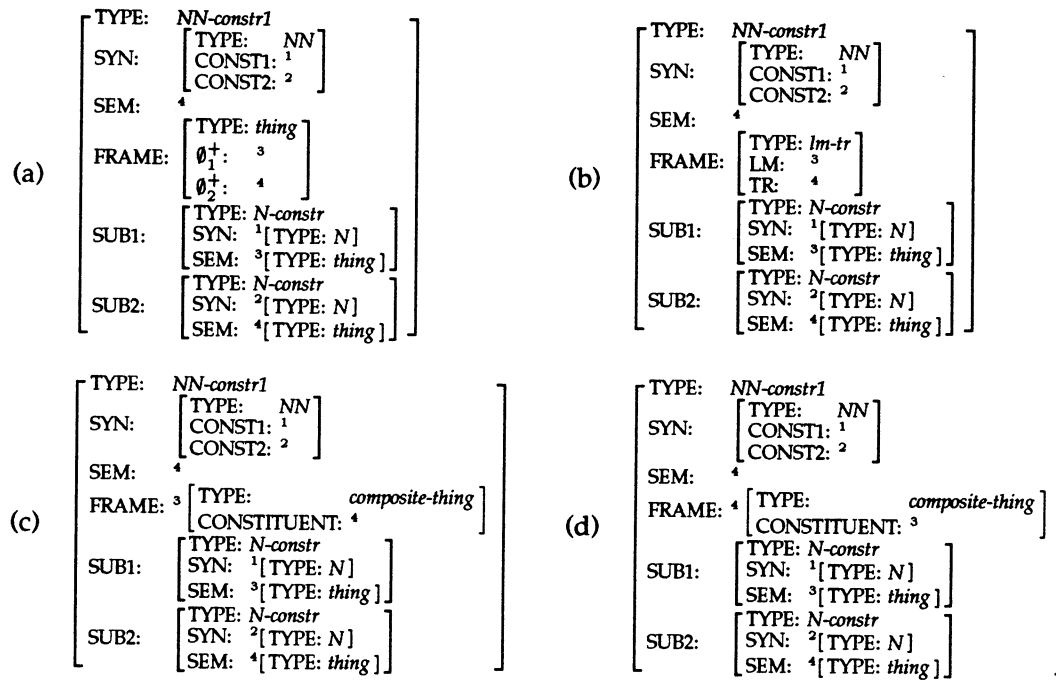 (a)
TYPE: NN-constr1
SYN: [TYPE: NN
CONST1: 1
CONST2: 2]
SEM: 4
FRAME: [TYPE: thing
∅₁⁺: 3
∅₂⁺: 4]
SUB1: [TYPE: N-constr
SYN: ¹[TYPE: N]
SEM: ³[TYPE: thing]]
SUB2: [TYPE: N-constr
SYN: ²[TYPE: N]
SEM: ⁴[TYPE: thing]]
(b)
TYPE: NN-constr1
SYN: [TYPE: NN
CONST1: 1
CONST2: 2]
SEM: 4
FRAME: [TYPE: lm-tr
LM: 3
TR: 4]
SUB1: [TYPE: N-constr
SYN: ¹[TYPE: N]
SEM: ³[TYPE: thing]]
SUB2: [TYPE: N-constr
SYN: ²[TYPE: N]
SEM: ⁴[TYPE: thing]]
(c)
TYPE: NN-constr1
SYN: [TYPE: NN
CONST1: 1
CONST2: 2]
SEM: 4
FRAME: ³[TYPE: composite-thing
CONSTITUENT: 4]
SUB1: [TYPE: N-constr
SYN: ¹[TYPE: N]
SEM: ³[TYPE: thing]]
SUB2: [TYPE: N-constr
SYN: ²[TYPE: N]
SEM: ⁴[TYPE: thing]]
(d)
TYPE: NN-constr1
SYN: [TYPE: NN
CONST1: 1
CONST2: 2]
SEM: 4
FRAME: ⁴[TYPE: composite-thing
CONSTITUENT: 3]
SUB1: [TYPE: N-constr
SYN: ¹[TYPE: N]
SEM: ³[TYPE: thing]]
SUB2: [TYPE: N-constr
SYN: ²[TYPE: N]
SEM: ⁴[TYPE: thing]]